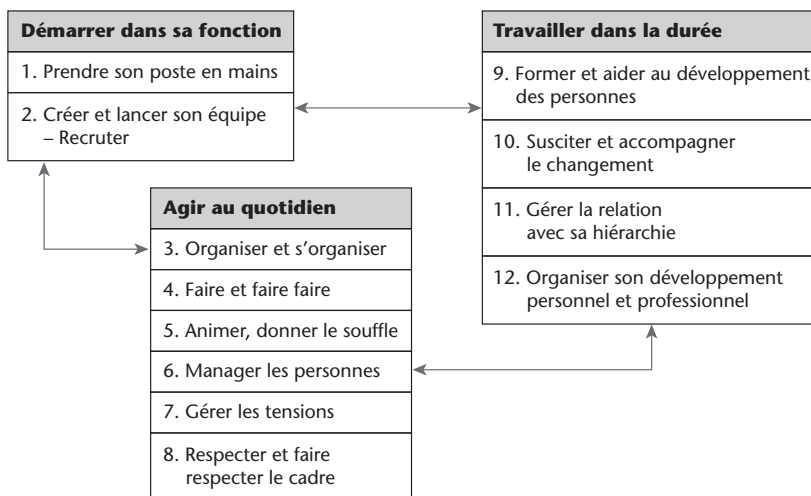 Démarrer dans sa fonction
1. Prendre son poste en mains
2. Créer et lancer son équipe
– Recruter
Agir au quotidien
3. Organiser et s’organiser
4. Faire et faire faire
5. Animer, donner le souffle
6. Manager les personnes
7. Gérer les tensions
8. Respecter et faire
respecter le cadre
Travailler dans la durée
9. Former et aider au développement
des personnes
10. Susciter et accompagner
le changement
11. Gérer la relation
avec sa hiérarchie
12. Organiser son développement
personnel et professionnel